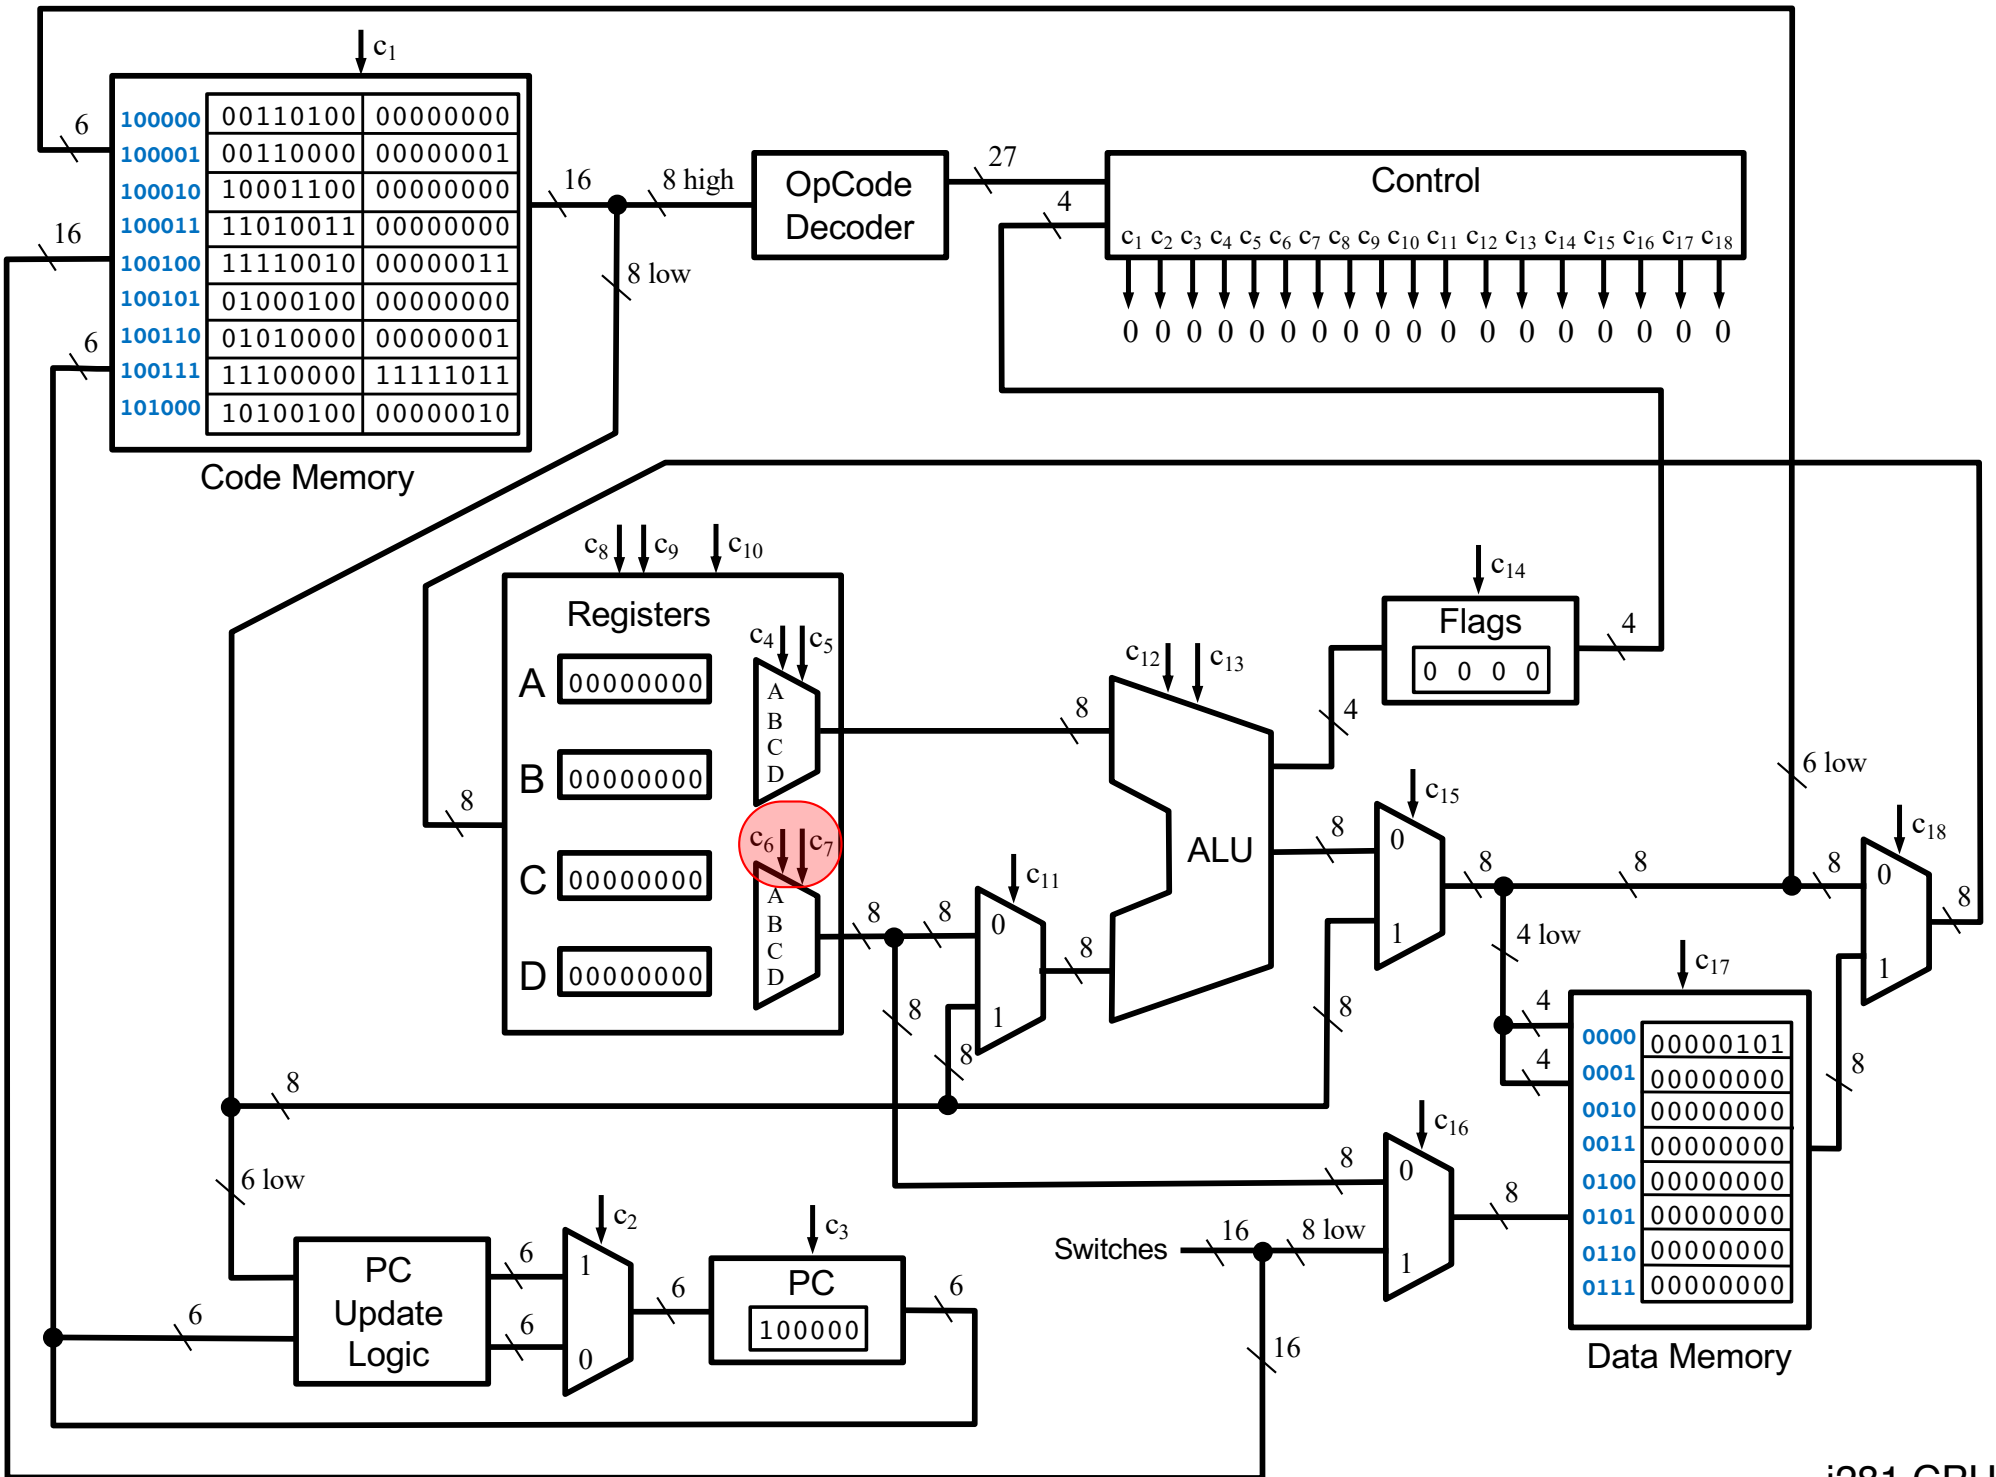 c1
6
16
6
100000 00110100 00000000
100001 00110000 00000001
100010 10001100 00000000
100011 11010011 00000000
100100 11110010 00000011
100101 01000100 00000000
100110 01010000 00000001
100111 11100000 11111011
101000 10100100 00000010
Code Memory
16
8 high
8 low
OpCode
Decoder
27
4
Control
c1 c2 c3 c4 c5 c6 c7 c8 c9 c10 c11 c12 c13 c14 c15 c16 c17 c18
0 0 0 0 0 0 0 0 0 0 0 0 0 0 0 0 0 0
c8 c9 c10
Registers
A 00000000
B 00000000
C 00000000
D 00000000
c4 c5
A
B
C
D
c6 c7
A
B
C
D
8
8
8
8
8
c11
0
1
8
8
c12 c13
ALU
c14
Flags
0 0 0 0
4
4
8
c15
0
1
8
8
8
6 low
8
c18
0
1
8
4 low
4
4
c17
0000 00000101
0001 00000000
0010 00000000
0011 00000000
0100 00000000
0101 00000000
0110 00000000
0111 00000000
Data Memory
8
8
6 low
PC
Update
Logic
6
6
6
c2
1
0
6
c3
PC
100000
6
Switches
16
8 low
16
8
c16
0
1
8